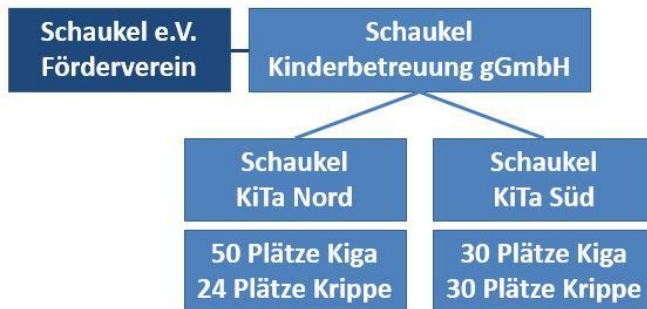 Schaukel e.V.
Förderverein
Schaukel
Kinderbetreuung gGmbH
Schaukel
KiTa Nord
Schaukel
KiTa Süd
50 Plätze Kiga
24 Plätze Krippe
30 Plätze Kiga
30 Plätze Krippe